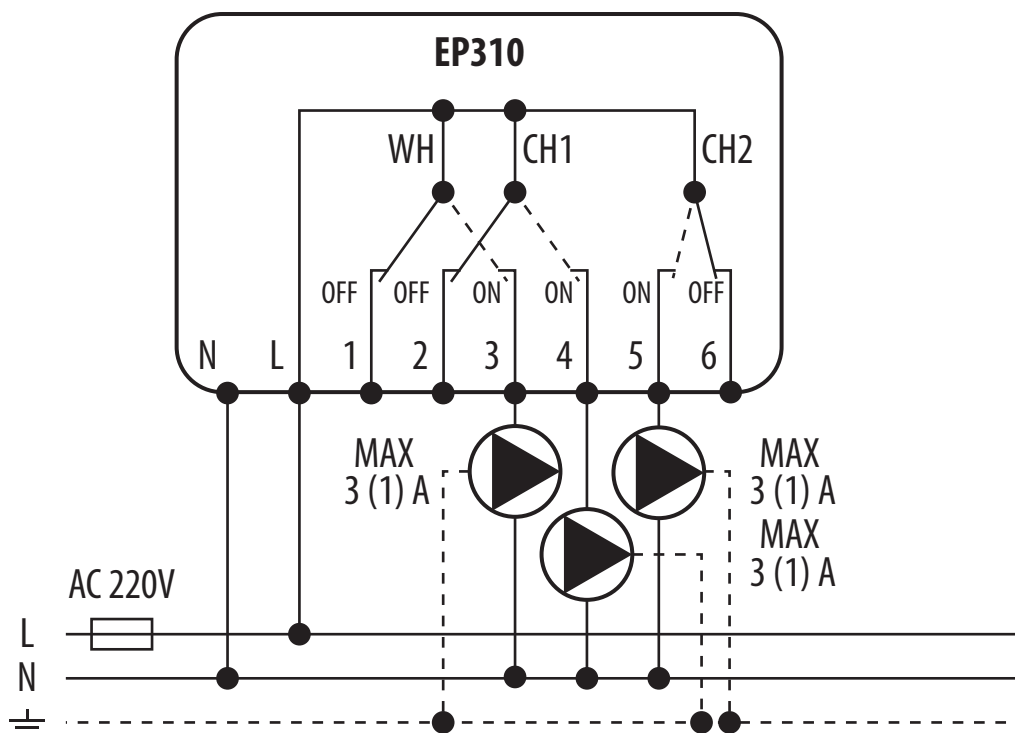 EP310
WH
CH1
CH2
OFF
OFF
ON
ON
ON
OFF
N
L
1
2
3
4
5
6
MAX
3 (1) A
MAX
3 (1) A
MAX
3 (1) A
AC 220V
L
N